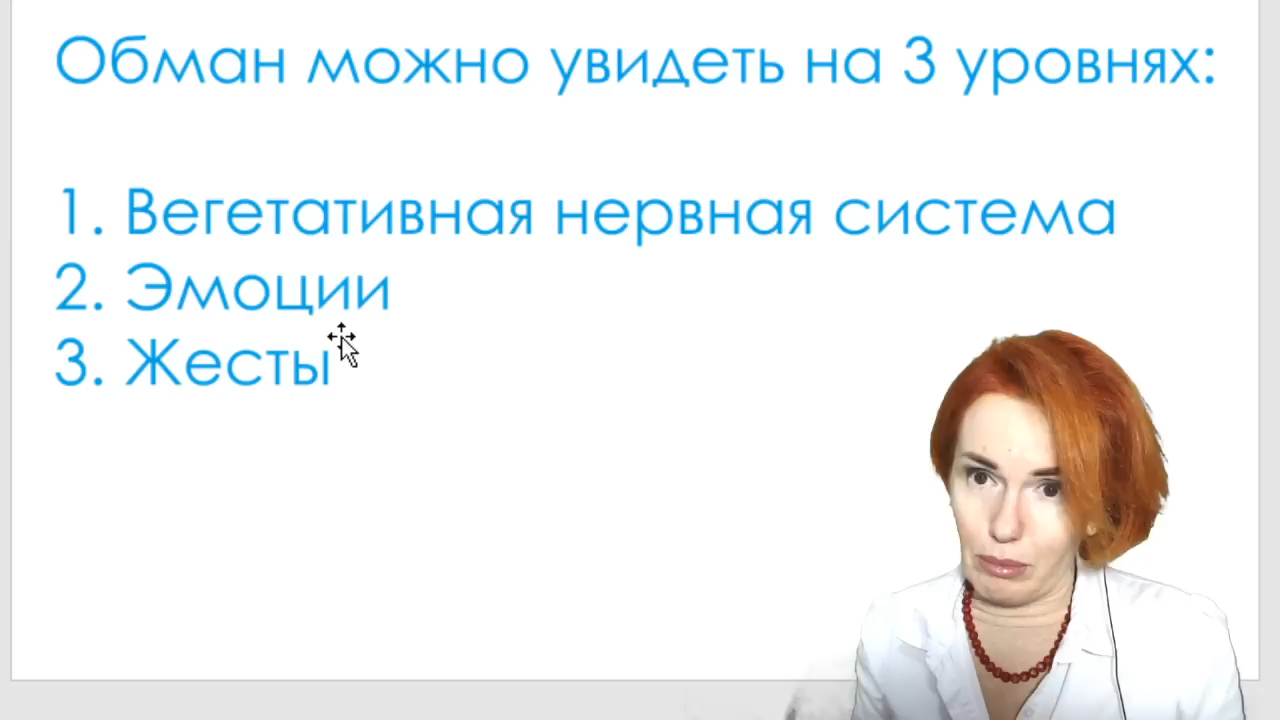 Обман можно увидеть на 3 уровнях:
1. Вегетативная нервная система
2. Эмоции
3. Жесты